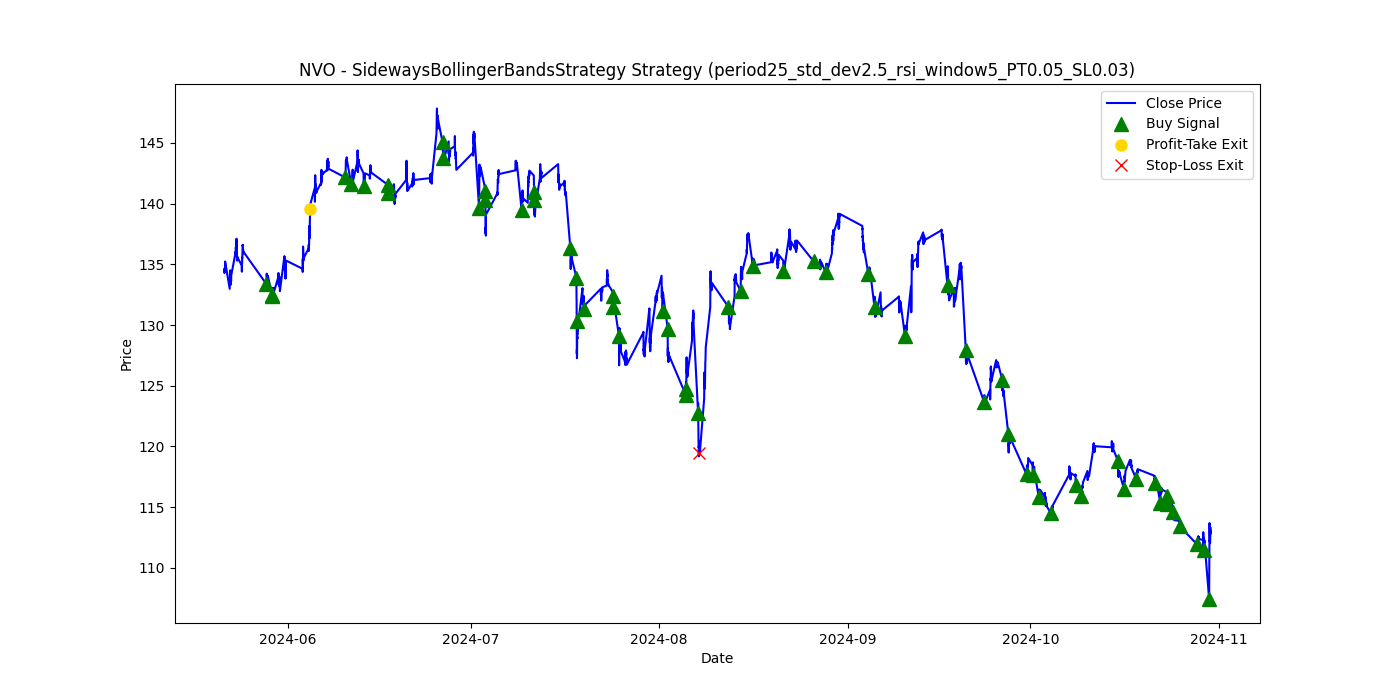 NVO - SidewaysBollingerBandsStrategy Strategy (period25_std_dev2.5_rsi_window5_PT0.05_SL0.03)
Close Price
Buy Signal
Profit-Take Exit
Stop-Loss Exit
145
140
135
130
125
120
115
110
Price
2024-06 2024-07 2024-08 2024-09 2024-10 2024-11
Date